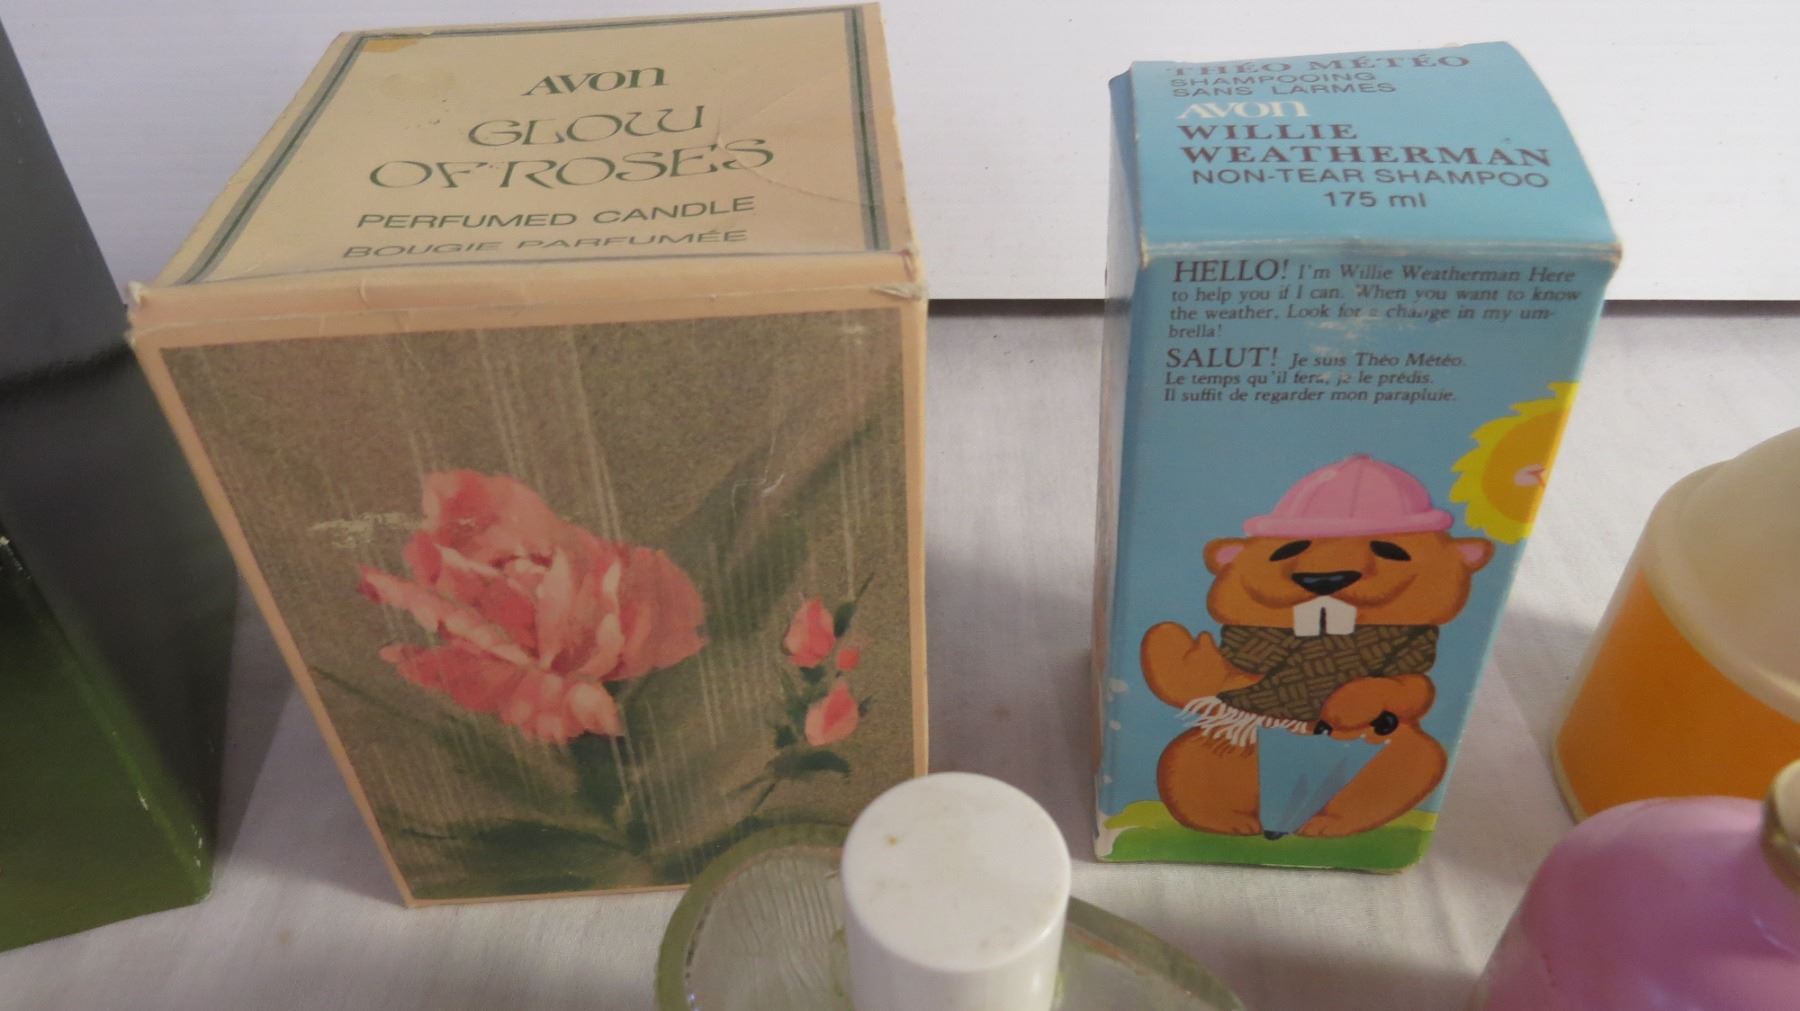 AVON
GLOW
OF ROSES
PERFUMED CANDLE
BOUGIE PARFUMÉE
THÉO MÉTÉO
SHAMPOOING
SANS LARMES
AVON
WILLIE
WEATHERMAN
NON-TEAR SHAMPOO
175 ml
HELLO! I'm Willie Weatherman Here
to help you if I can. When you want to know
the weather, Look for a change in my um-
brella!
SALUT! Je suis Théo Météo.
Le temps qu'il fera, je le prédis.
Il suffit de regarder mon parapluie.